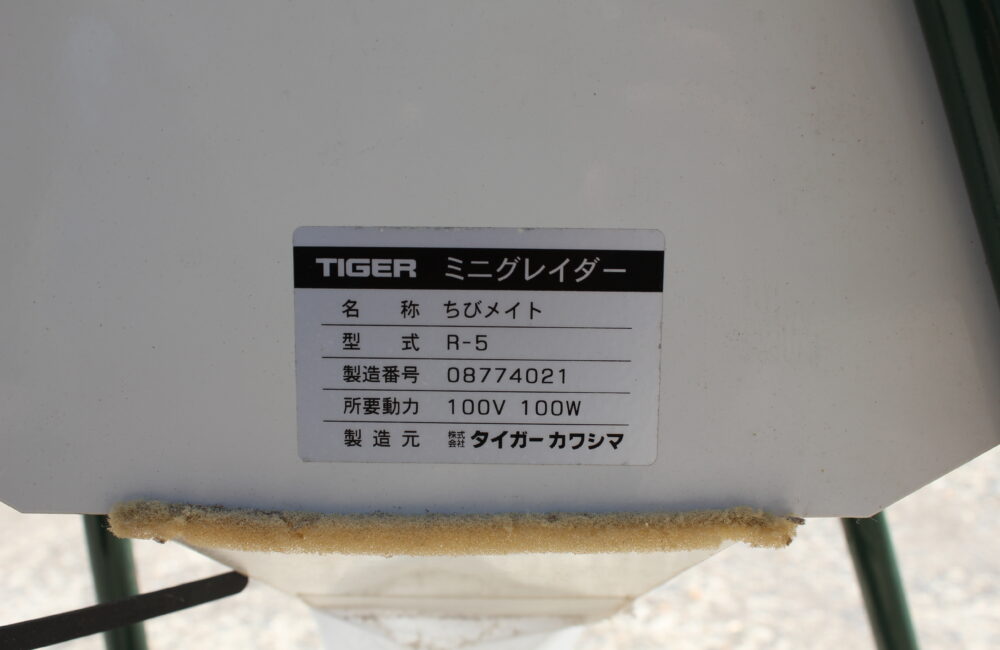 TIGER ミニグレイダー
名称 ちびメイト
型式 R-5
製造番号 08774021
所要動力 100V 100W
製造元 株式会社 タイガーカワシマ